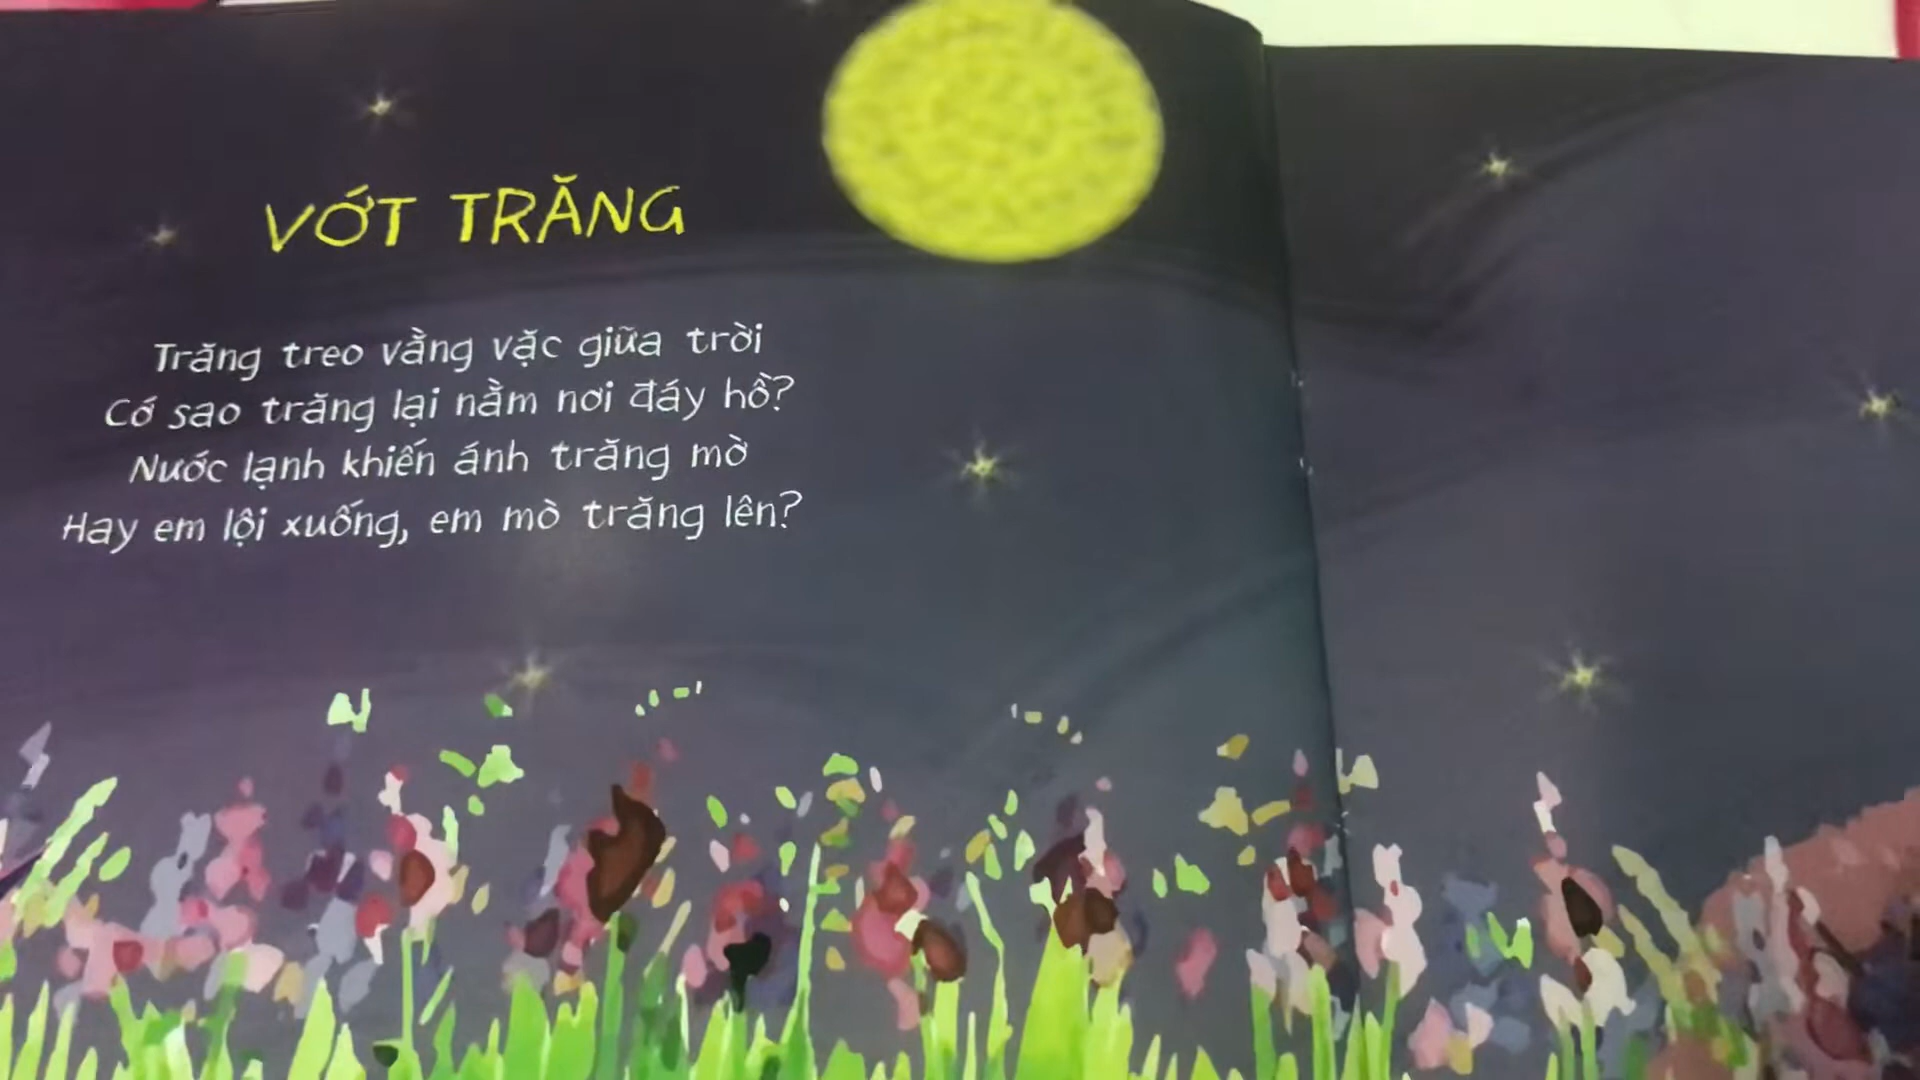 VỚT TRĂNG
Trăng treo vằng vặc giữa trời
Cớ sao trăng lại nằm nơi đáy hồ?
Nước lạnh khiến ánh trăng mờ
Hay em lội xuống, em mò trăng lên?